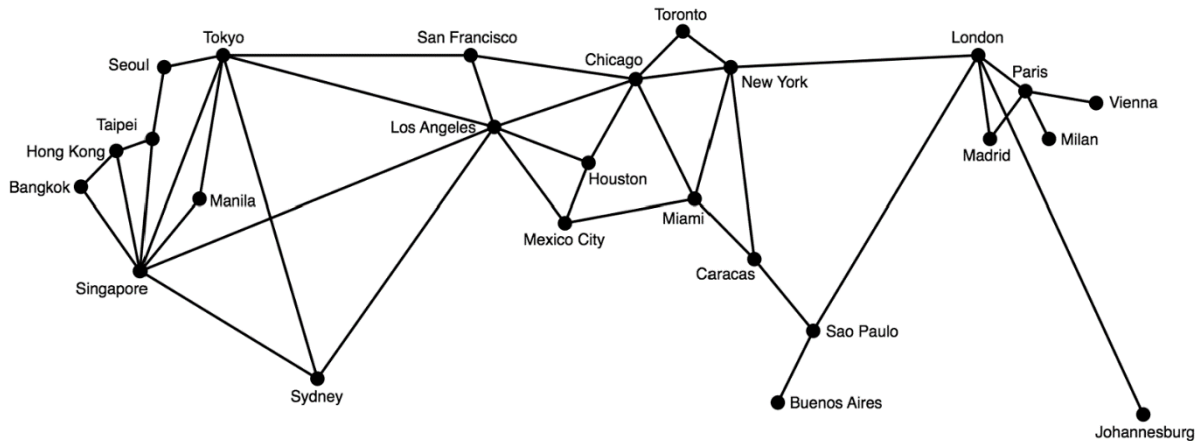 Toronto
Tokyo
San Francisco
London
Chicago
Seoul
Paris
New York
Vienna
Taipei
Los Angeles
Hong Kong
Madrid
Milan
Houston
Bangkok
Manila
Miami
Mexico City
Caracas
Singapore
Sao Paulo
Sydney
Buenos Aires
Johannesburg